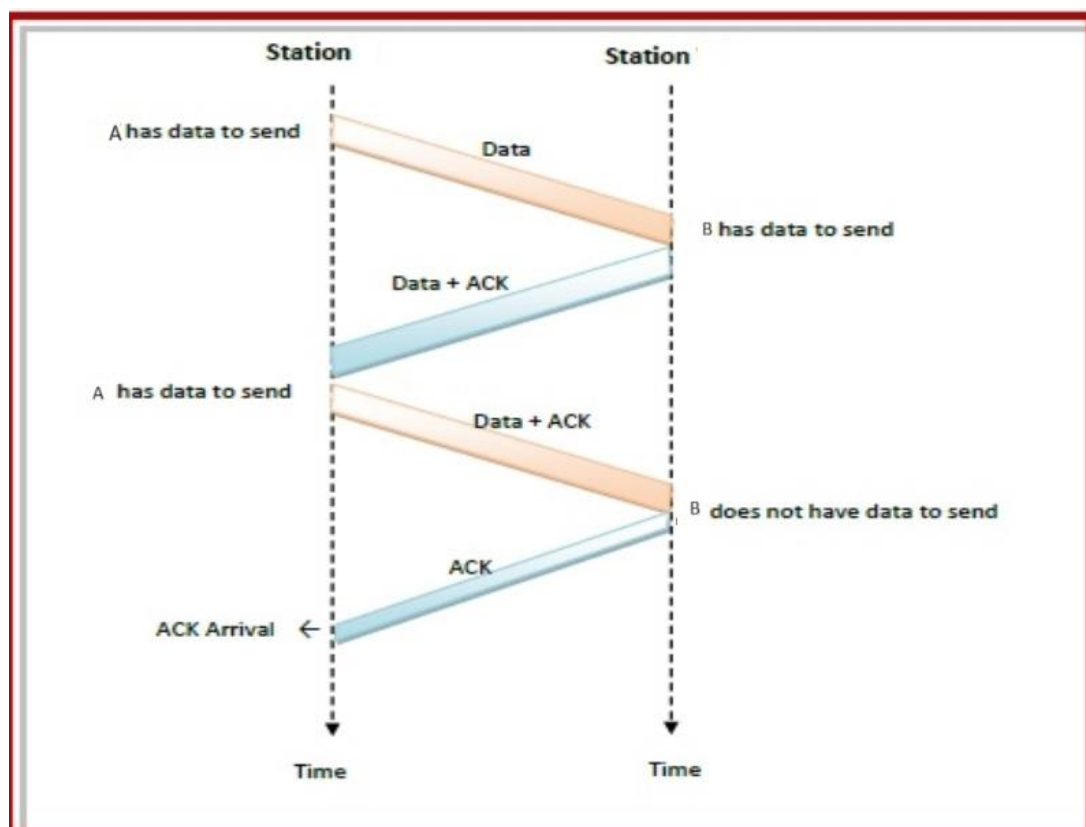 Station
Station
A has data to send
Data
B has data to send
Data + ACK
A has data to send
Data + ACK
B does not have data to send
ACK
ACK Arrival ←
Time
Time